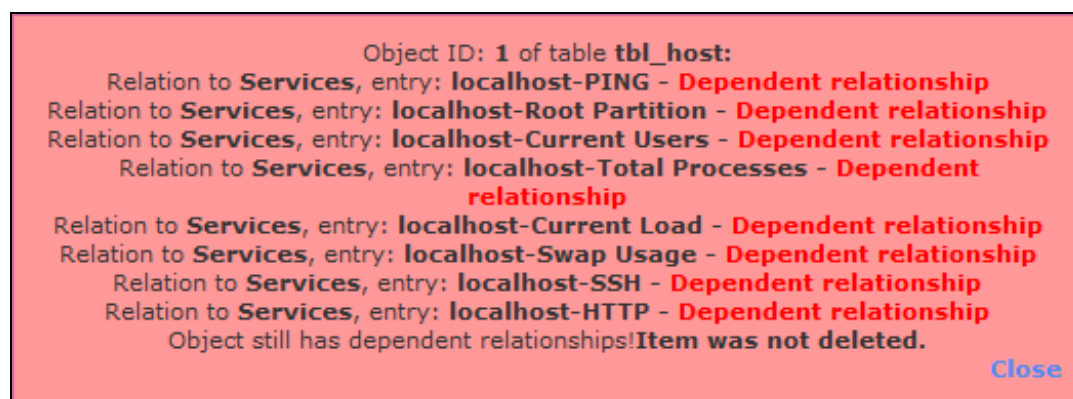 Object ID: 1 of table tbl_host:
Relation to Services, entry: localhost-PING - Dependent relationship
Relation to Services, entry: localhost-Root Partition - Dependent relationship
Relation to Services, entry: localhost-Current Users - Dependent relationship
Relation to Services, entry: localhost-Total Processes - Dependent
relationship
Relation to Services, entry: localhost-Current Load - Dependent relationship
Relation to Services, entry: localhost-Swap Usage - Dependent relationship
Relation to Services, entry: localhost-SSH - Dependent relationship
Relation to Services, entry: localhost-HTTP - Dependent relationship
Object still has dependent relationships!Item was not deleted.
Close